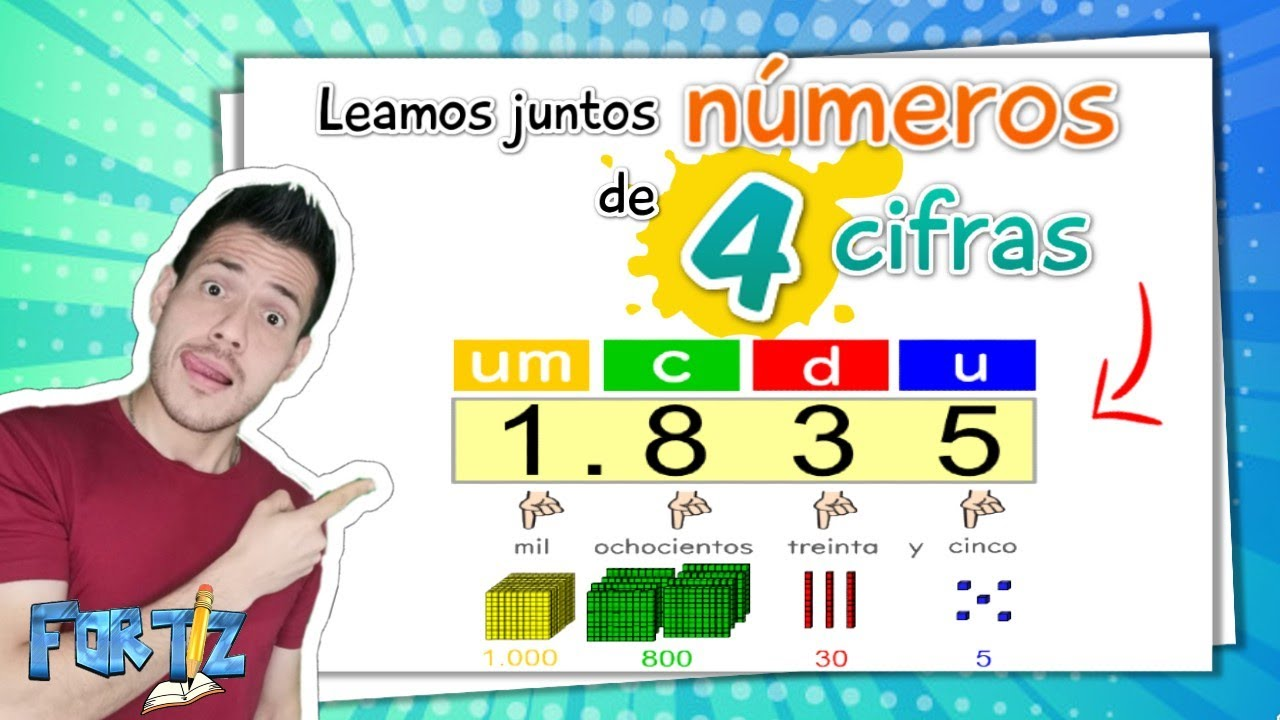 Leamos juntos números
de 4 cifras
um c d u
1.835
mil ochocientos treinta y cinco
1.000 800 30 5
FORTIZ